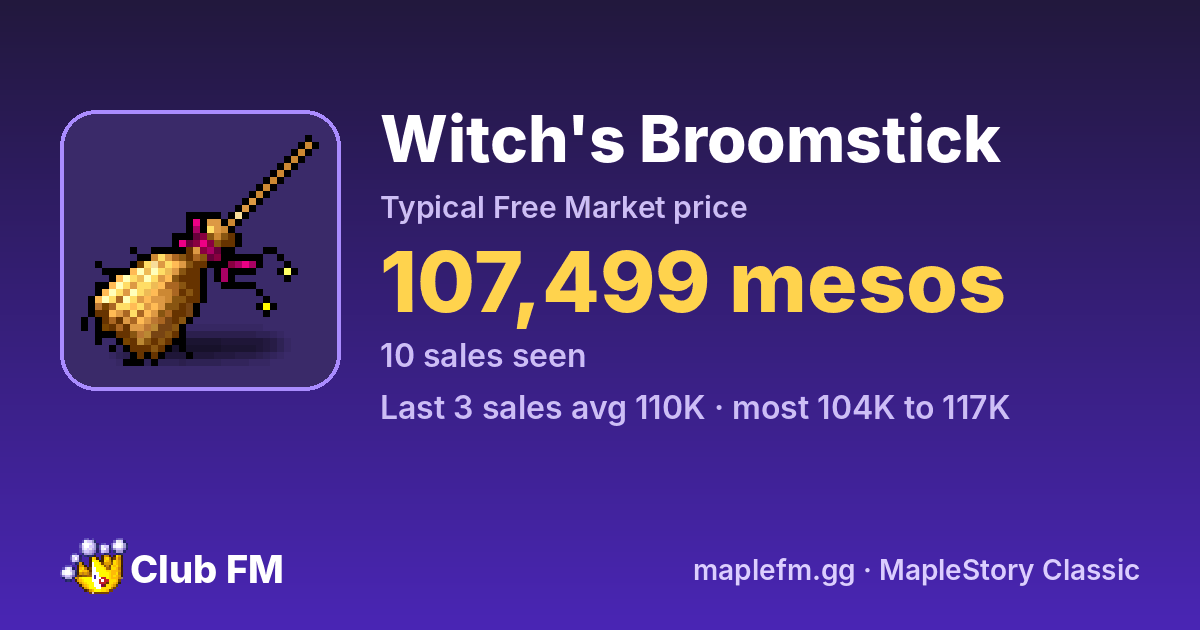 Witch's Broomstick
Typical Free Market price
107,499 mesos
10 sales seen
Last 3 sales avg 110K · most 104K to 117K
Club FM
maplefm.gg · MapleStory Classic